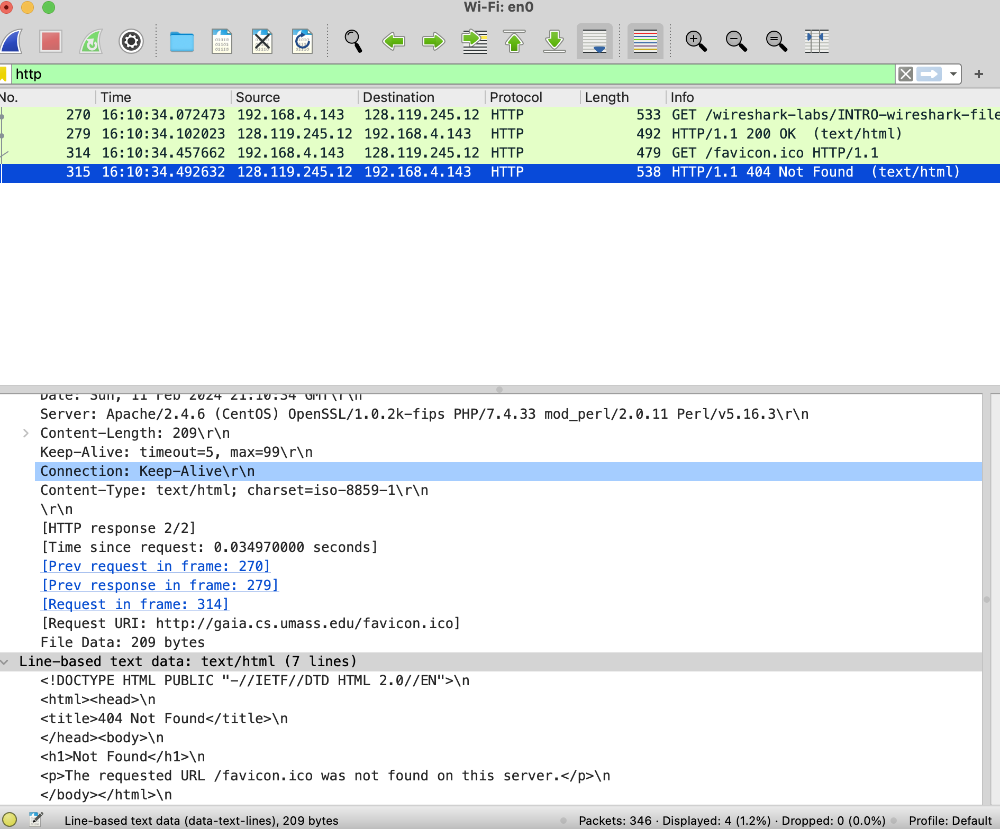 Wi-Fi: en0
http
No. Time Source Destination Protocol Length Info
270 16:10:34.072473 192.168.4.143 128.119.245.12 HTTP 533 GET /wireshark-labs/INTRO-wireshark-file
279 16:10:34.102023 128.119.245.12 192.168.4.143 HTTP 492 HTTP/1.1 200 OK (text/html)
314 16:10:34.457662 192.168.4.143 128.119.245.12 HTTP 479 GET /favicon.ico HTTP/1.1
315 16:10:34.492632 128.119.245.12 192.168.4.143 HTTP 538 HTTP/1.1 404 Not Found (text/html)
Date: Sun, 11 Feb 2024 21:10:34 GMT\r\n
Server: Apache/2.4.6 (CentOS) OpenSSL/1.0.2k-fips PHP/7.4.33 mod_perl/2.0.11 Perl/v5.16.3\r\n
Content-Length: 209\r\n
Keep-Alive: timeout=5, max=99\r\n
Connection: Keep-Alive\r\n
Content-Type: text/html; charset=iso-8859-1\r\n
\r\n
[HTTP response 2/2]
[Time since request: 0.034970000 seconds]
[Prev request in frame: 270]
[Prev response in frame: 279]
[Request in frame: 314]
[Request URI: http://gaia.cs.umass.edu/favicon.ico]
File Data: 209 bytes
Line-based text data: text/html (7 lines)
<!DOCTYPE HTML PUBLIC "-//IETF//DTD HTML 2.0//EN">\n
<html><head>\n
<title>404 Not Found</title>\n
</head><body>\n
<h1>Not Found</h1>\n
<p>The requested URL /favicon.ico was not found on this server.</p>\n
</body></html>\n
Line-based text data (data-text-lines), 209 bytes
Packets: 346 · Displayed: 4 (1.2%) · Dropped: 0 (0.0%)
Profile: Default